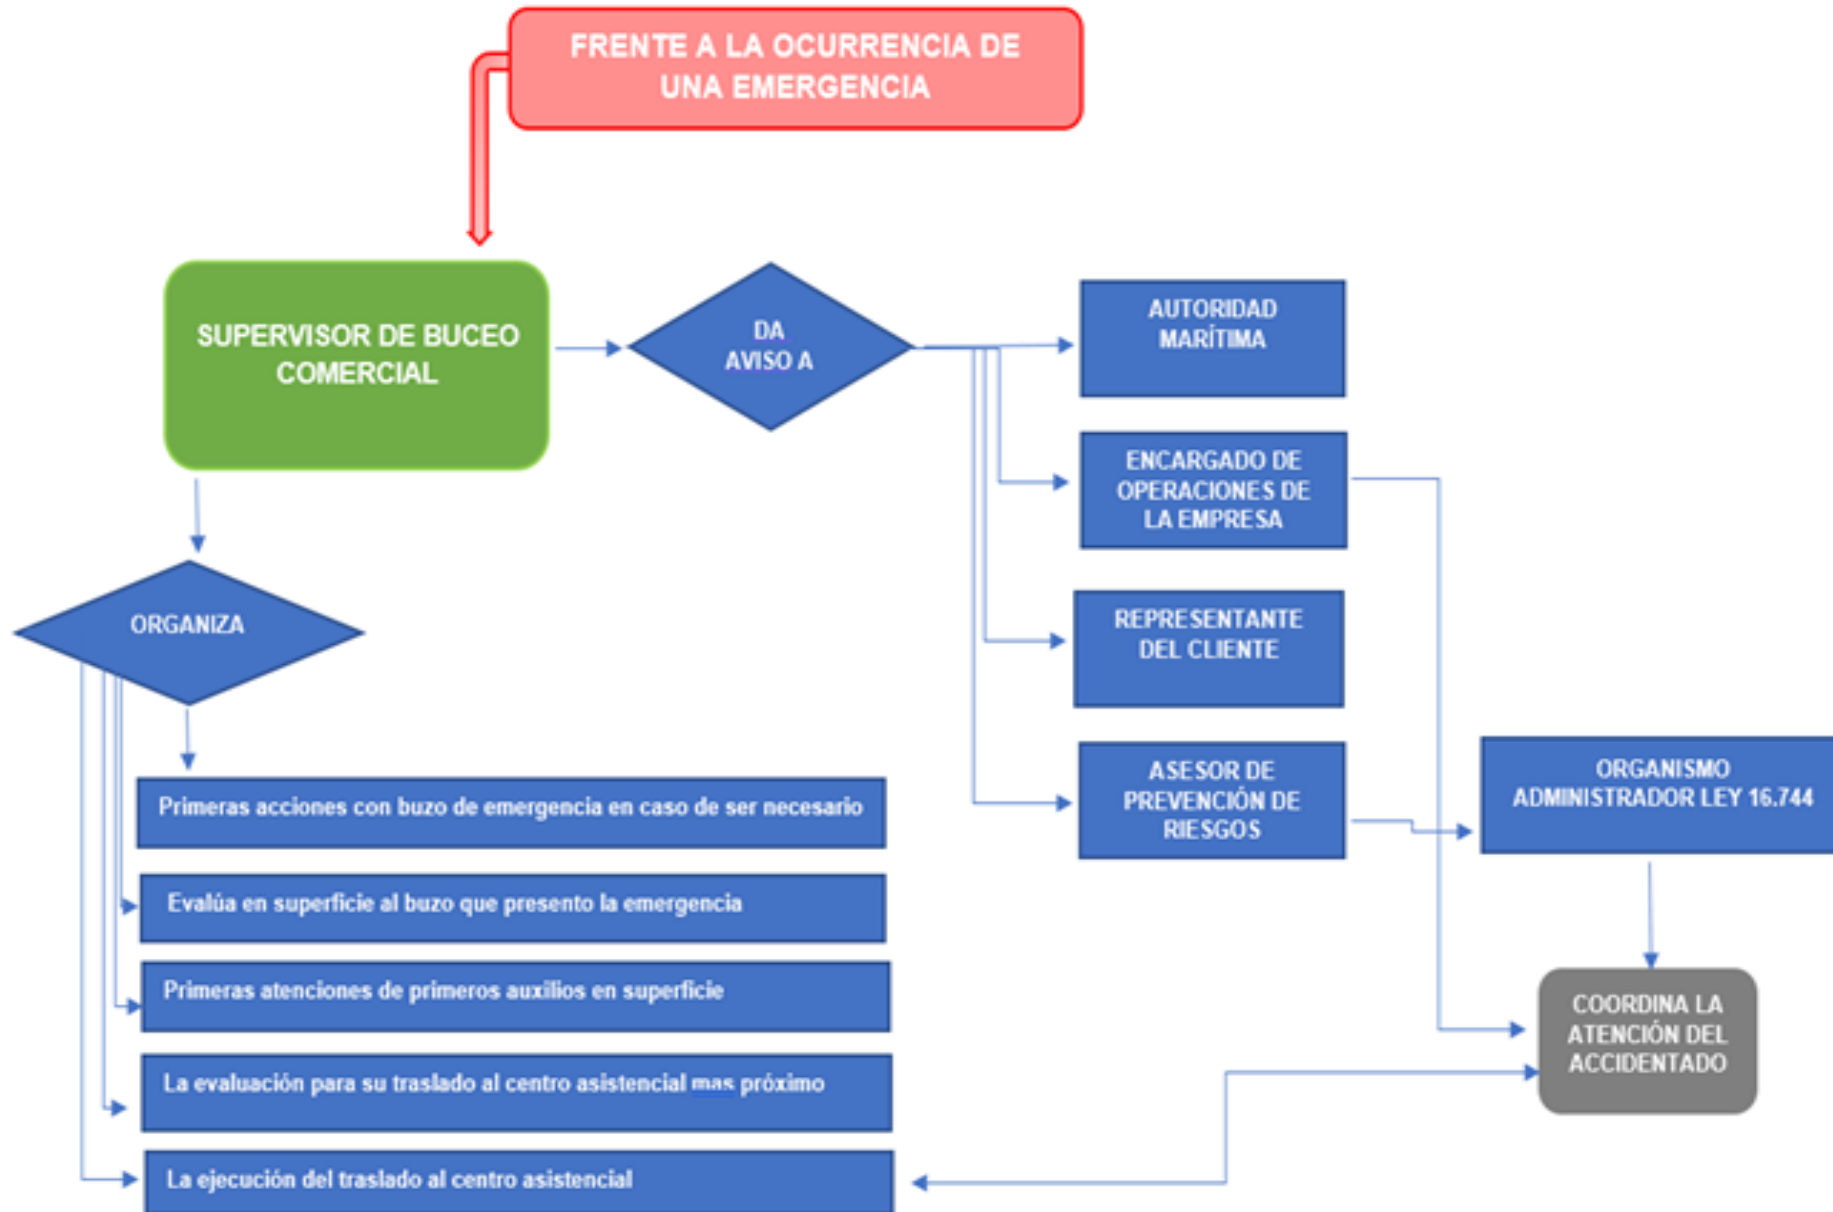 FRENTE A LA OCURRENCIA DE
UNA EMERGENCIA
SUPERVISOR DE BUCEO
COMERCIAL
DA
AVISO A
AUTORIDAD
MARÍTIMA
ENCARGADO DE
OPERACIONES DE
LA EMPRESA
REPRESENTANTE
DEL CLIENTE
ASESOR DE
PREVENCIÓN DE
RIESGOS
ORGANISMO
ADMINISTRADOR LEY 16.744
COORDINA LA
ATENCIÓN DEL
ACCIDENTADO
ORGANIZA
Primeras acciones con buzo de emergencia en caso de ser necesario
Evalúa en superficie al buzo que presento la emergencia
Primeras atenciones de primeros auxilios en superficie
La evaluación para su traslado al centro asistencial mas próximo
La ejecución del traslado al centro asistencial